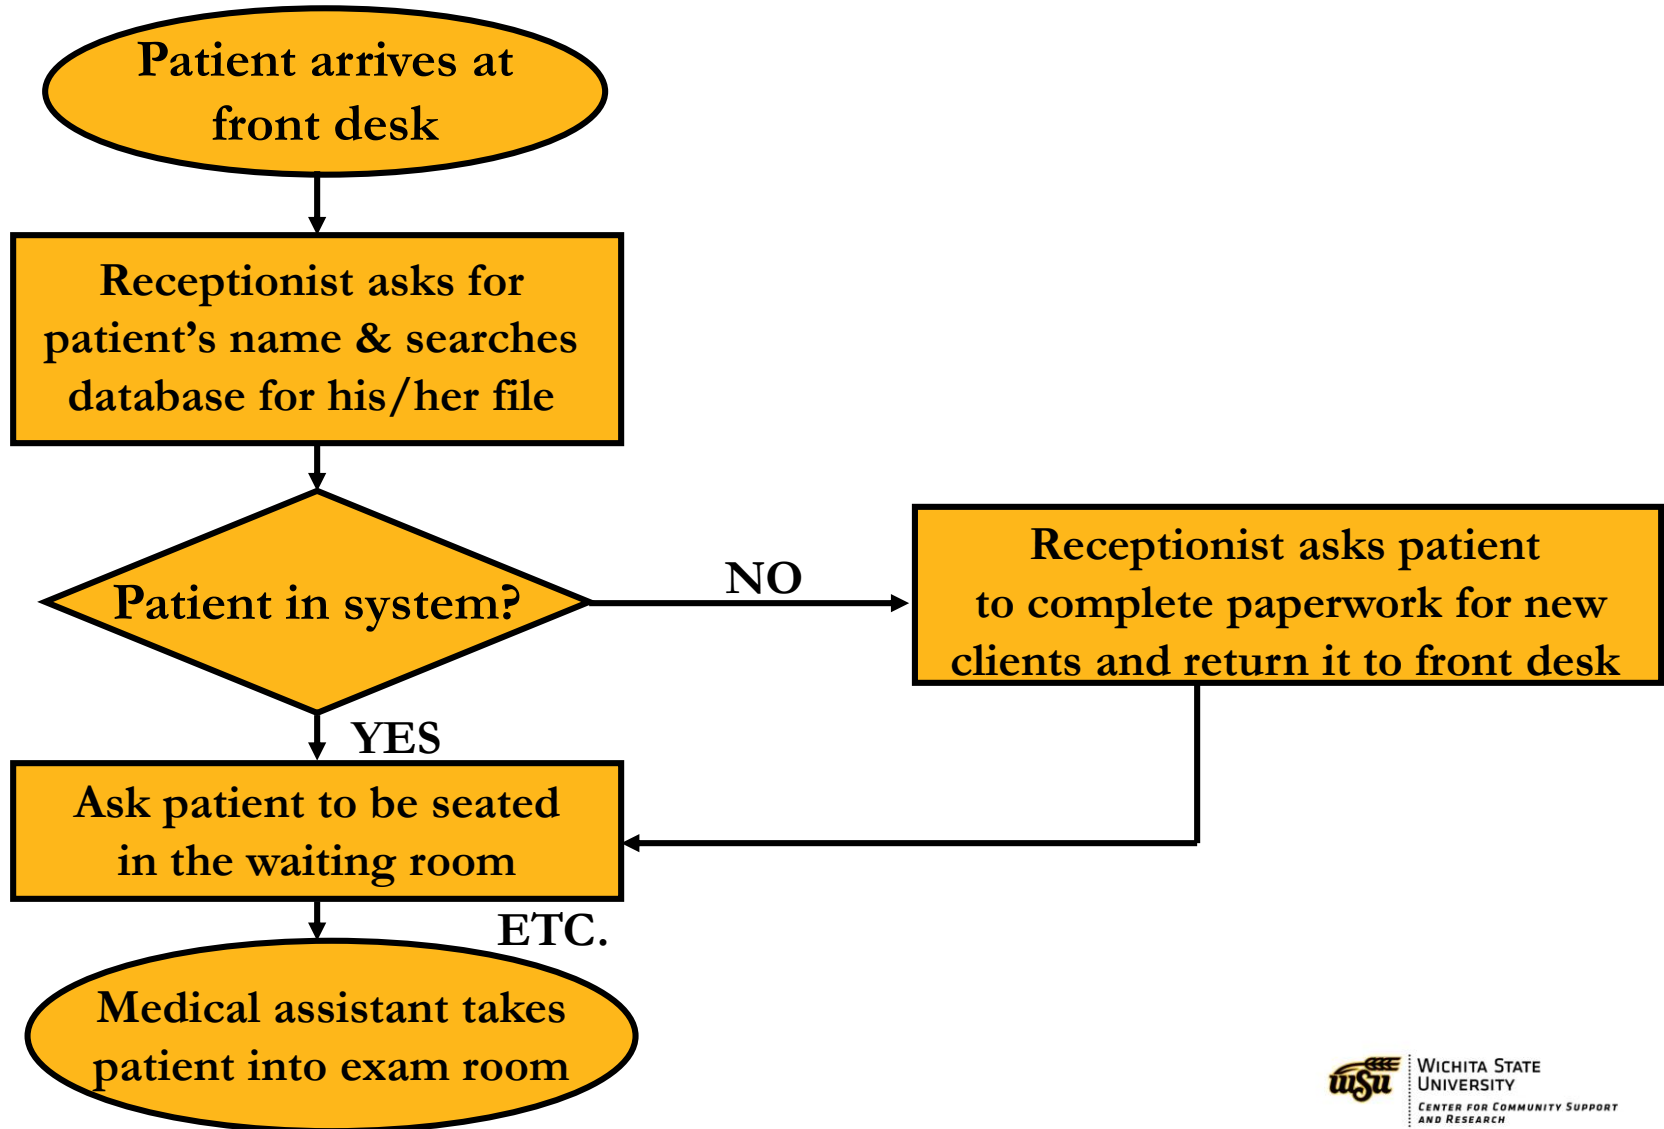 Patient arrives at
front desk
Receptionist asks for
patient’s name & searches
database for his/her file
Patient in system?
NO
Receptionist asks patient
to complete paperwork for new
clients and return it to front desk
YES
Ask patient to be seated
in the waiting room
ETC.
Medical assistant takes
patient into exam room
WSU
WICHITA STATE
UNIVERSITY
CENTER FOR COMMUNITY SUPPORT
AND RESEARCH